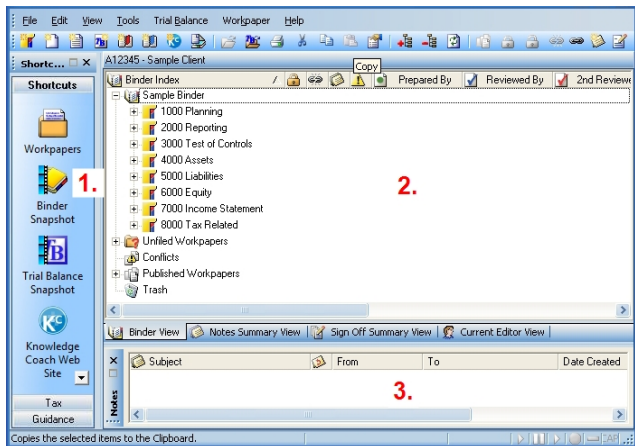 File Edit View Tools Trial Balance Workpaper Help
Shortc...
A12345 - Sample Client
Copy
Shortcuts
Binder Index / Prepared By Reviewed By 2nd Reviewe
Sample Binder
1000 Planning
2000 Reporting
3000 Test of Controls
4000 Assets
5000 Liabilities
6000 Equity
7000 Income Statement
8000 Tax Related
Unfiled Workpapers
Conflicts
Published Workpapers
Trash
Workpapers
1.
2.
Binder
Snapshot
Trial Balance
Snapshot
Knowledge
Coach Web
Site
Tax
Guidance
Binder View Notes Summary View Sign Off Summary View Current Editor View
Notes
Subject From To Date Created
3.
Copies the selected items to the Clipboard.
CAP